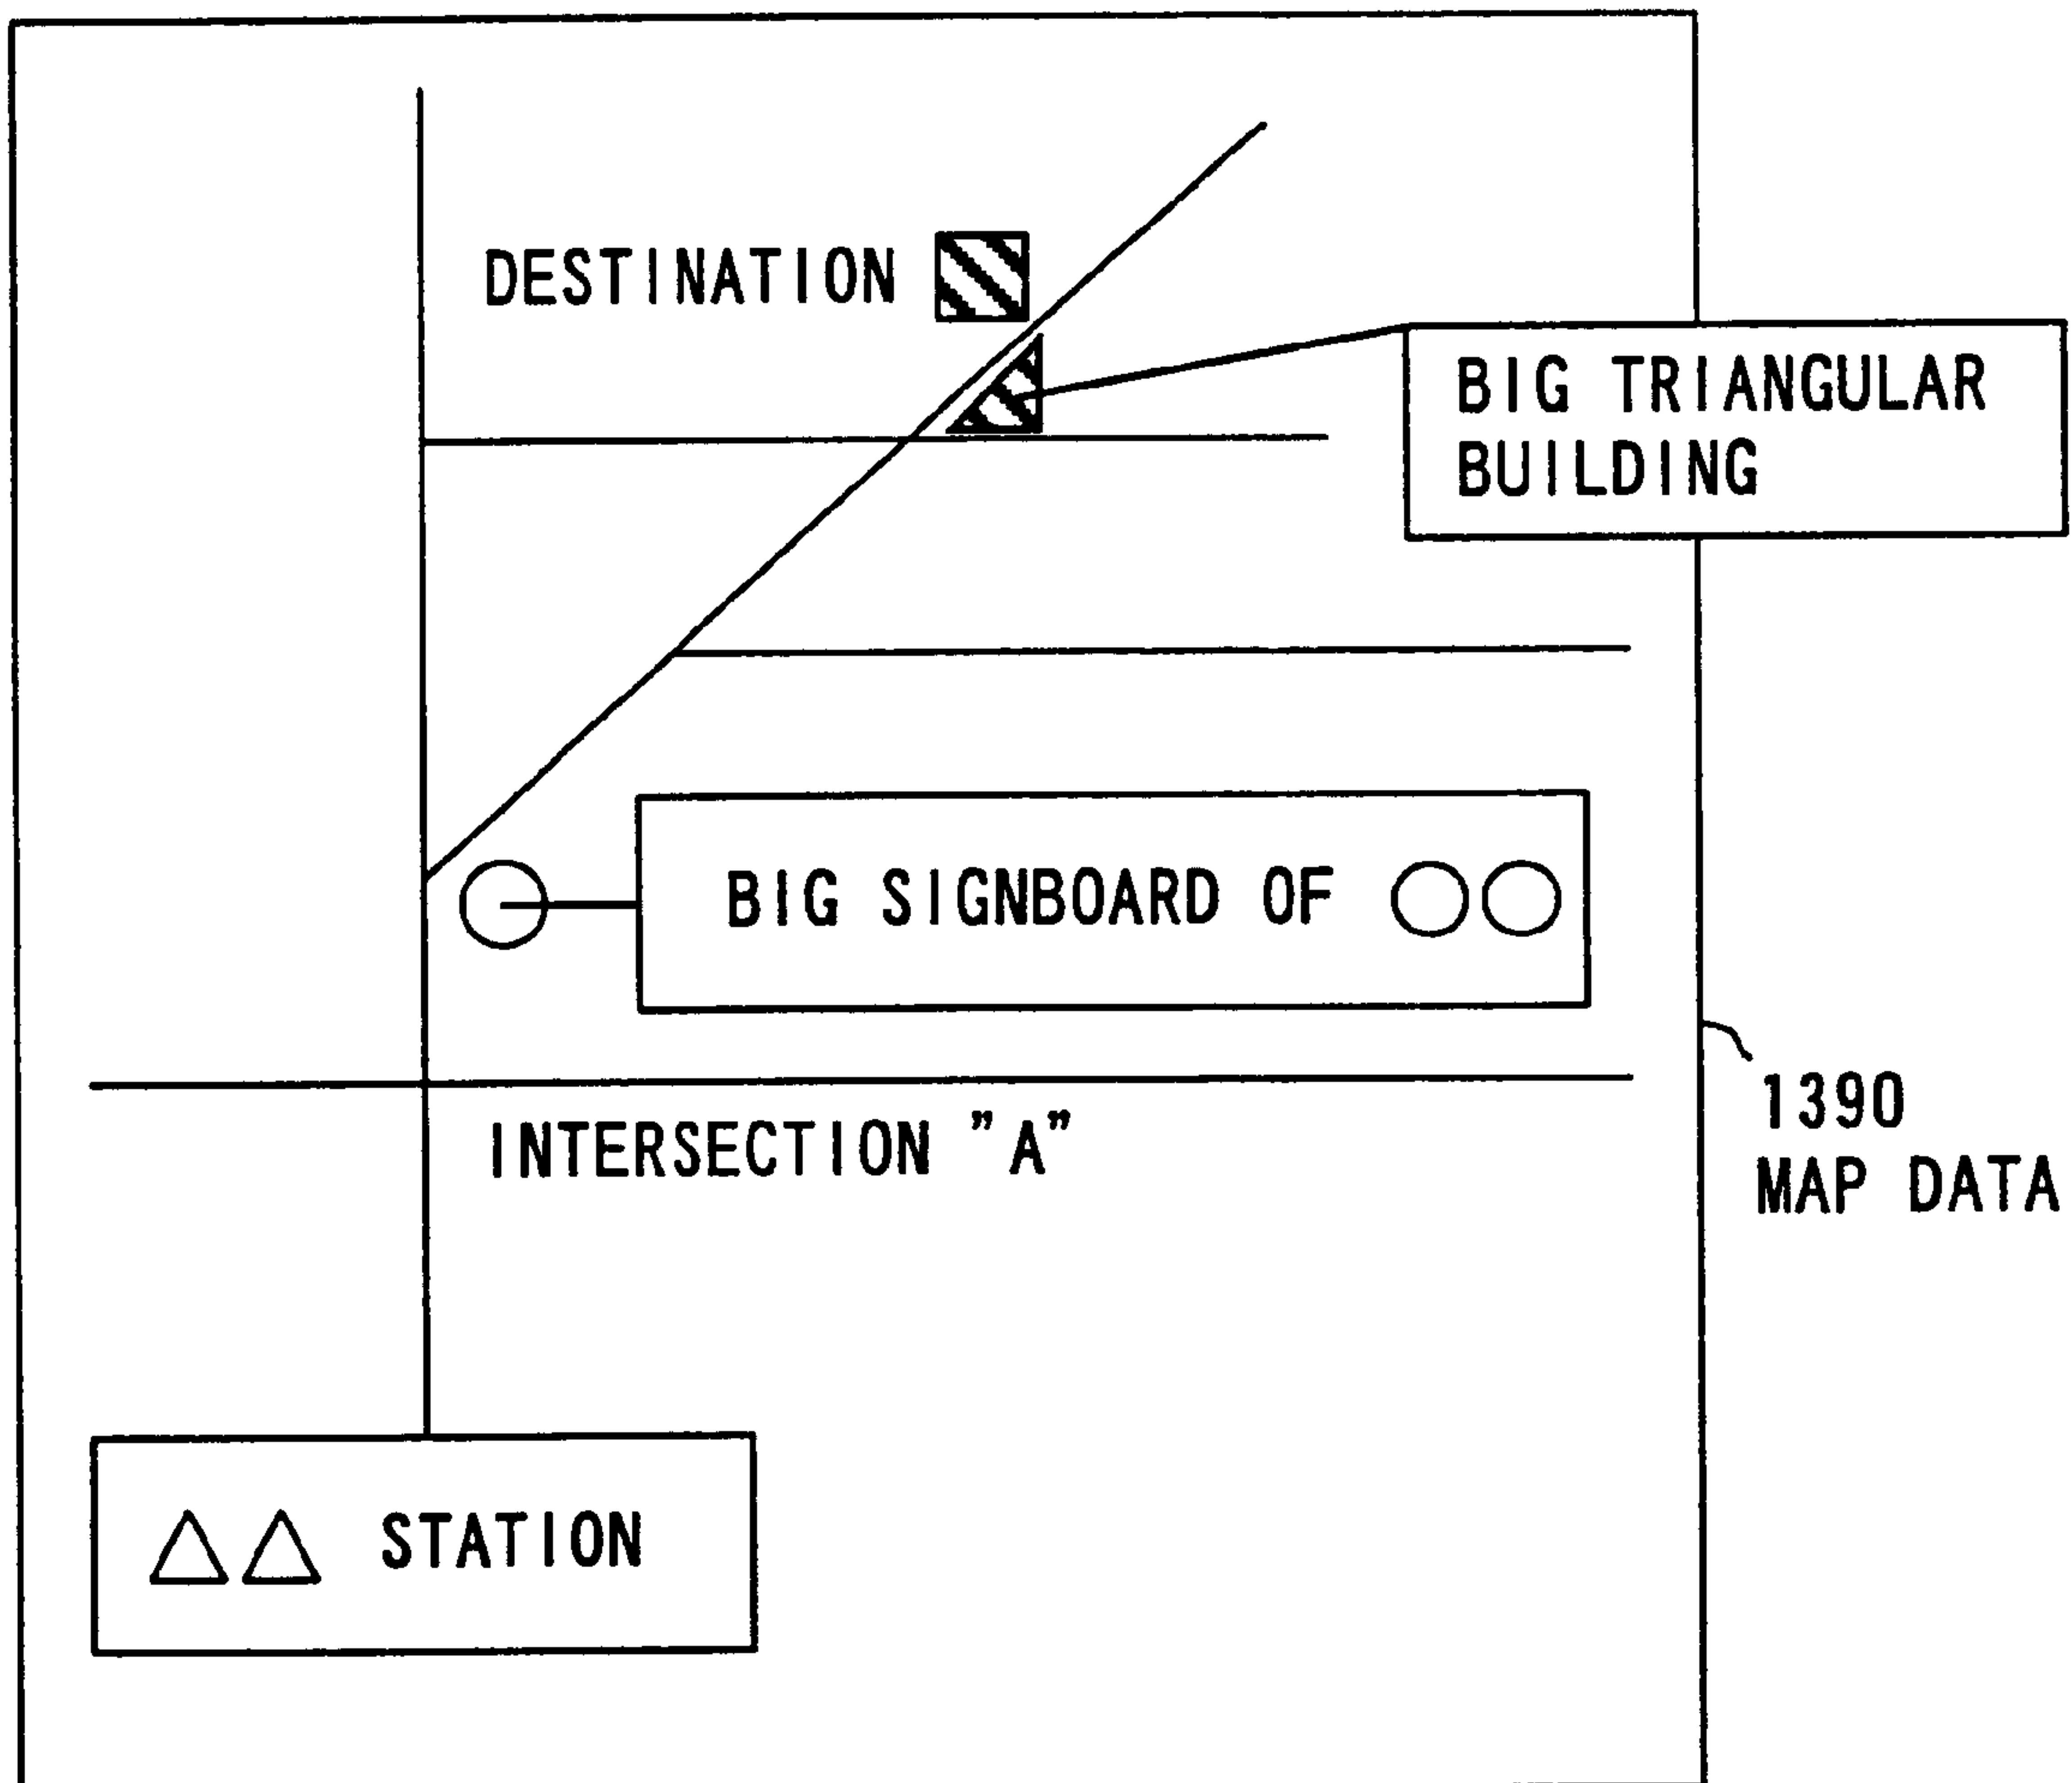 DESTINATION
BIG TRIANGULAR
BUILDING
BIG SIGNBOARD OF ○○
INTERSECTION "A"
1390
MAP DATA
△△ STATION